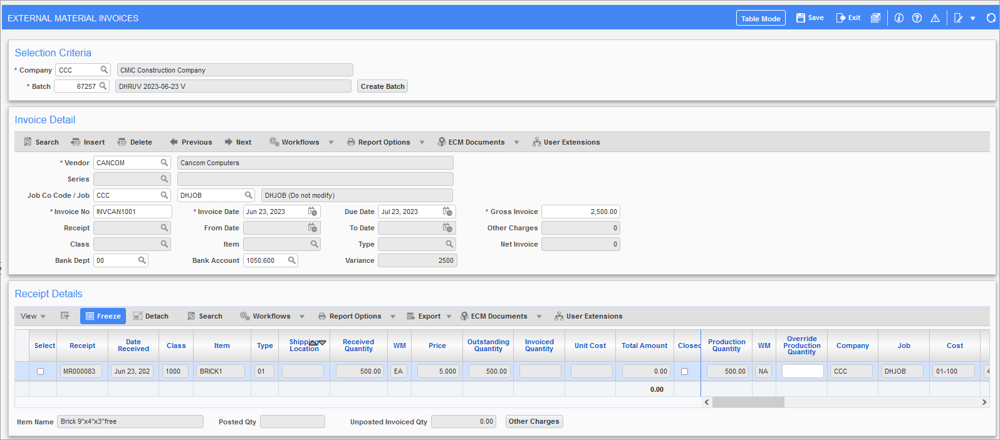 EXTERNAL MATERIAL INVOICES Table Mode Save Exit
Selection Criteria
* Company CCC CMiC Construction Company
* Batch 67257 DHRUV 2023-06-23 V Create Batch
Invoice Detail
Search Insert Delete Previous Next Workflows Report Options ECM Documents User Extensions
* Vendor CANCOM Cancom Computers
Series
Job Co Code / Job CCC DHJOB DHJOB (Do not modify)
* Invoice No INVCAN1001 * Invoice Date Jun 23, 2023 Due Date Jul 23, 2023 * Gross Invoice 2,500.00
Receipt From Date To Date Other Charges 0
Class Item Type Net Invoice 0
Bank Dept 00 Bank Account 1050.600 Variance 2500
Receipt Details
View Freeze Detach Search Workflows Report Options Export ECM Documents User Extensions
Select Receipt Date Received Class Item Type Shipping Location Received Quantity WM Price Outstanding Quantity Invoiced Quantity Unit Cost Total Amount Closed Production Quantity WM Override Production Quantity Company Job Cost
MR000083 Jun 23, 202 1000 BRICK1 01 500.00 EA 5.000 500.00 0.00 500.00 NA CCC DHJOB 01-100 4
0.00
Item Name Brick 9"x4"x3"free Posted Qty Unposted Invoiced Qty 0.00 Other Charges